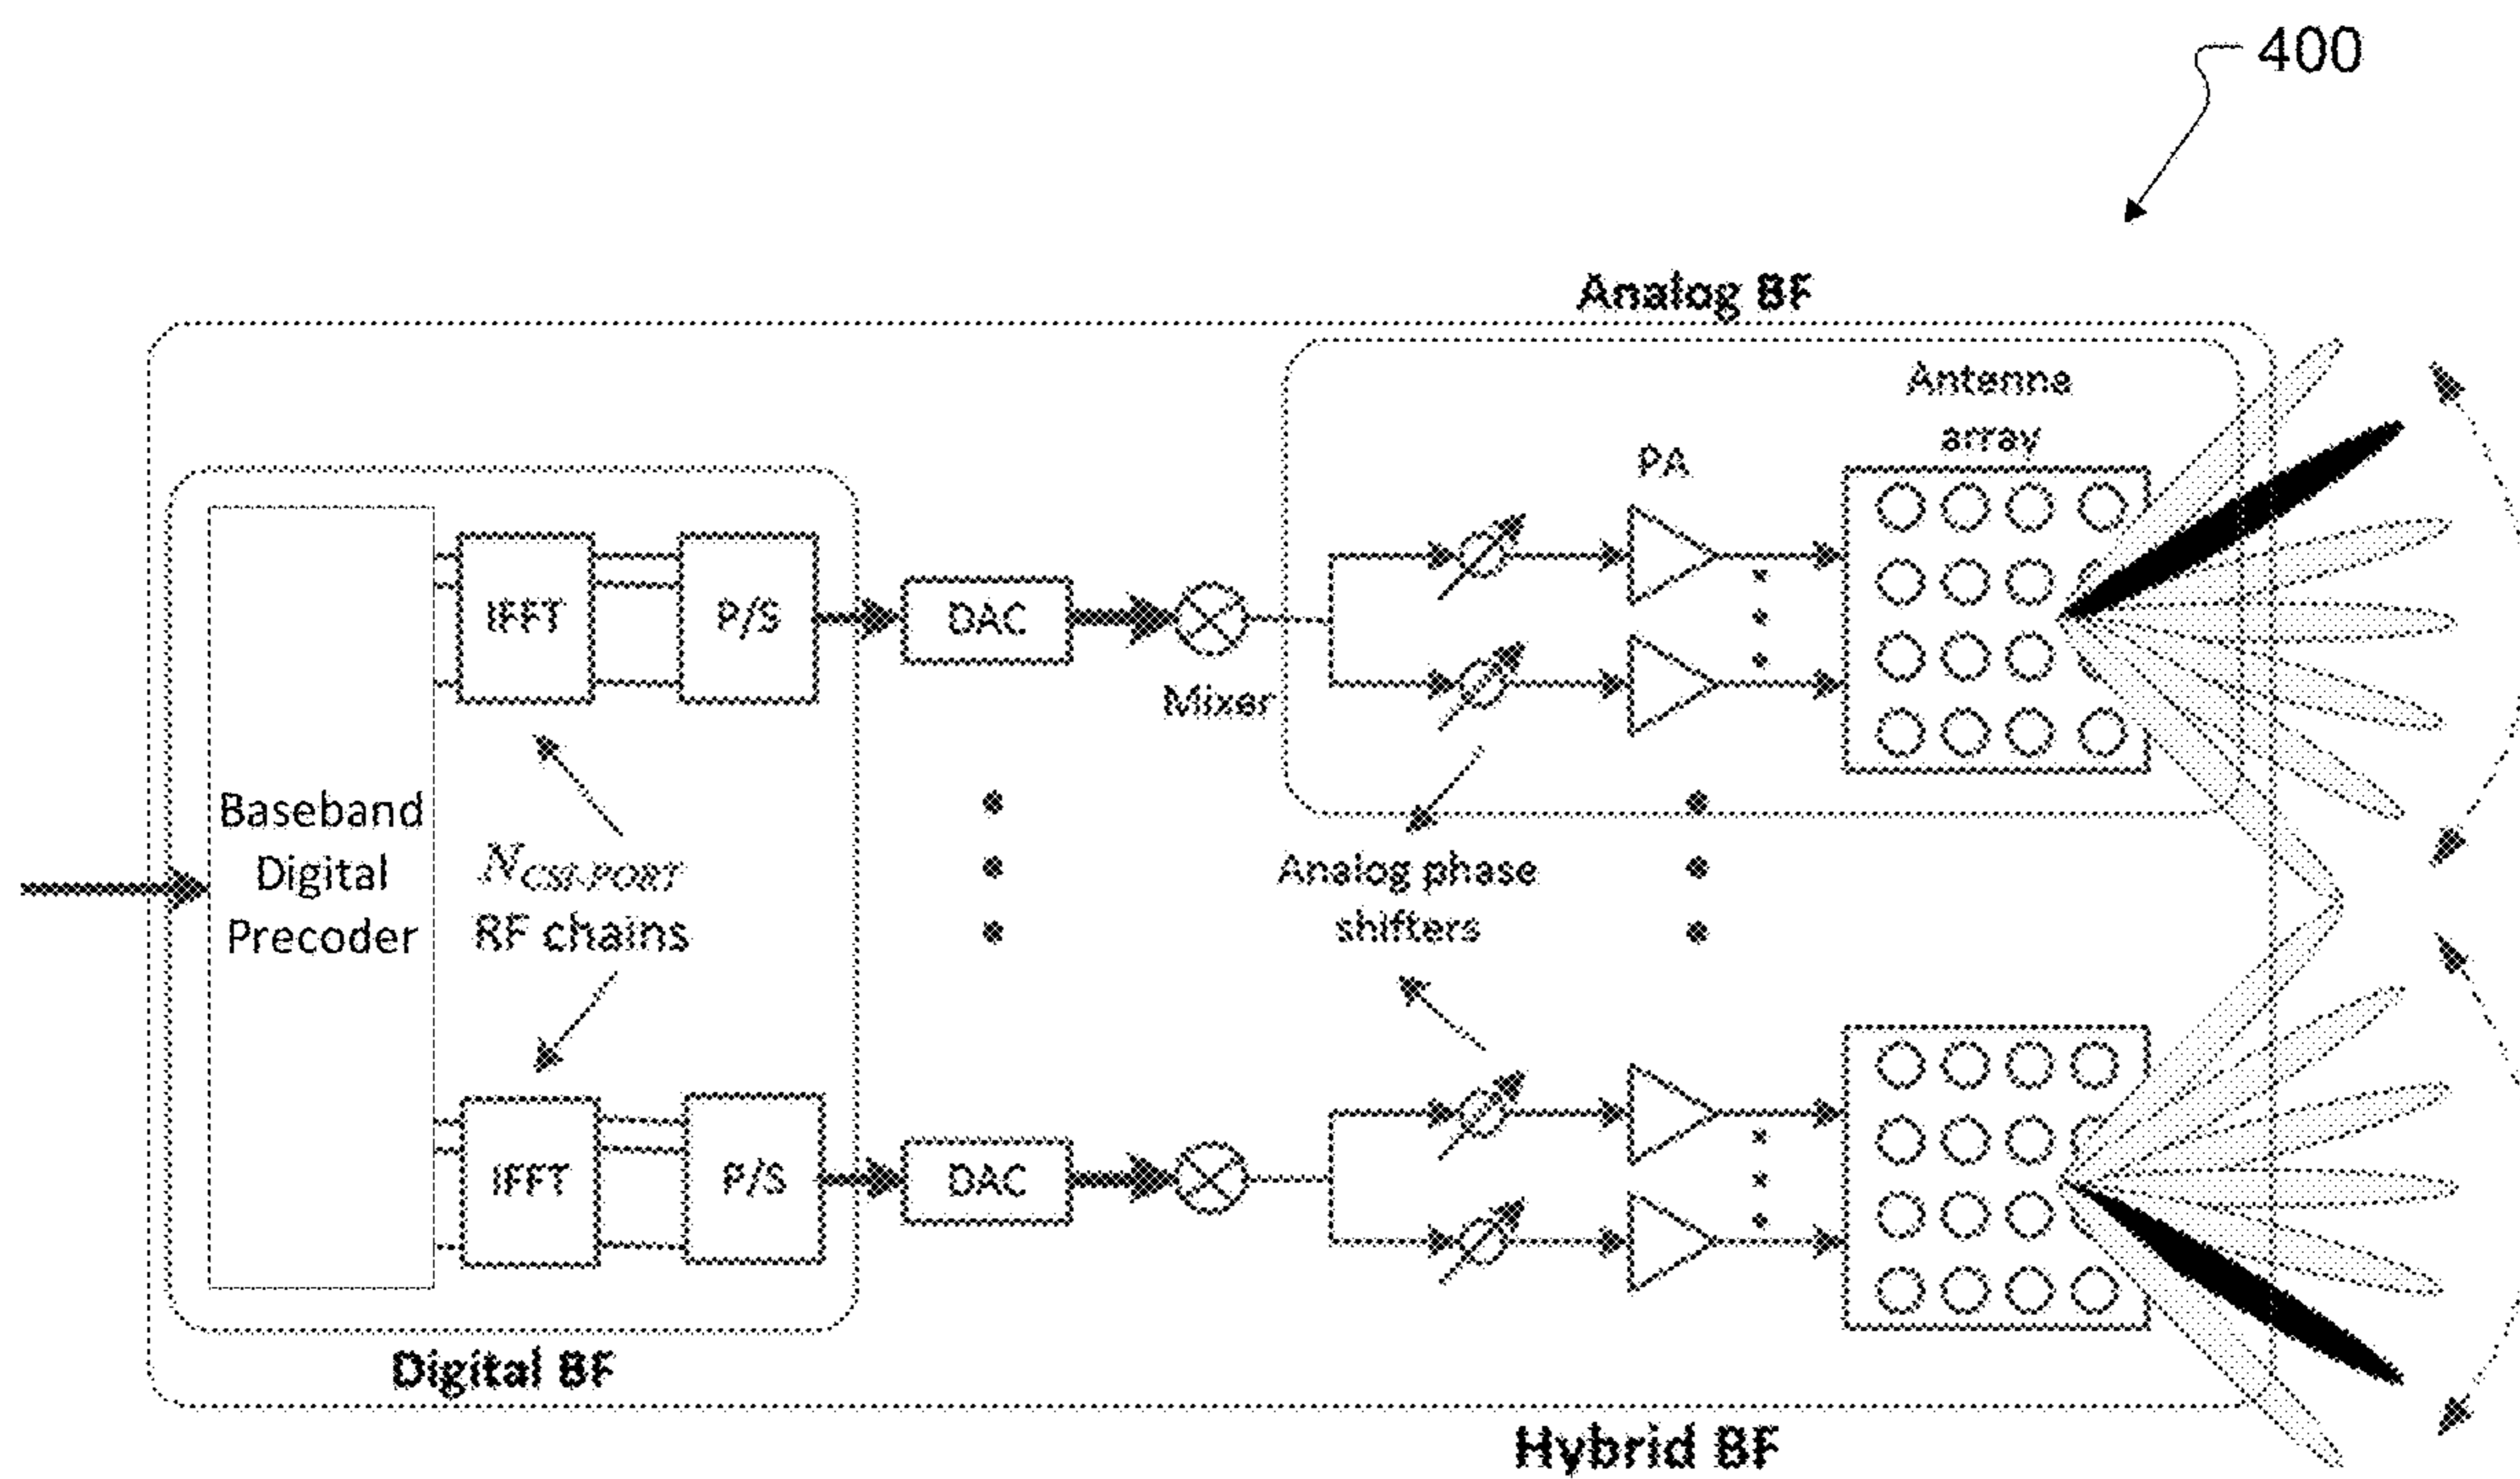 400
Analog BF
Antenne
array
PA
IFFT
P/S
DAC
Mixer
Baseband
Digital
Precoder
N_CSI-PORT
RF chains
Analog phase
shifters
IFFT
P/S
DAC
Digital BF
Hybrid BF